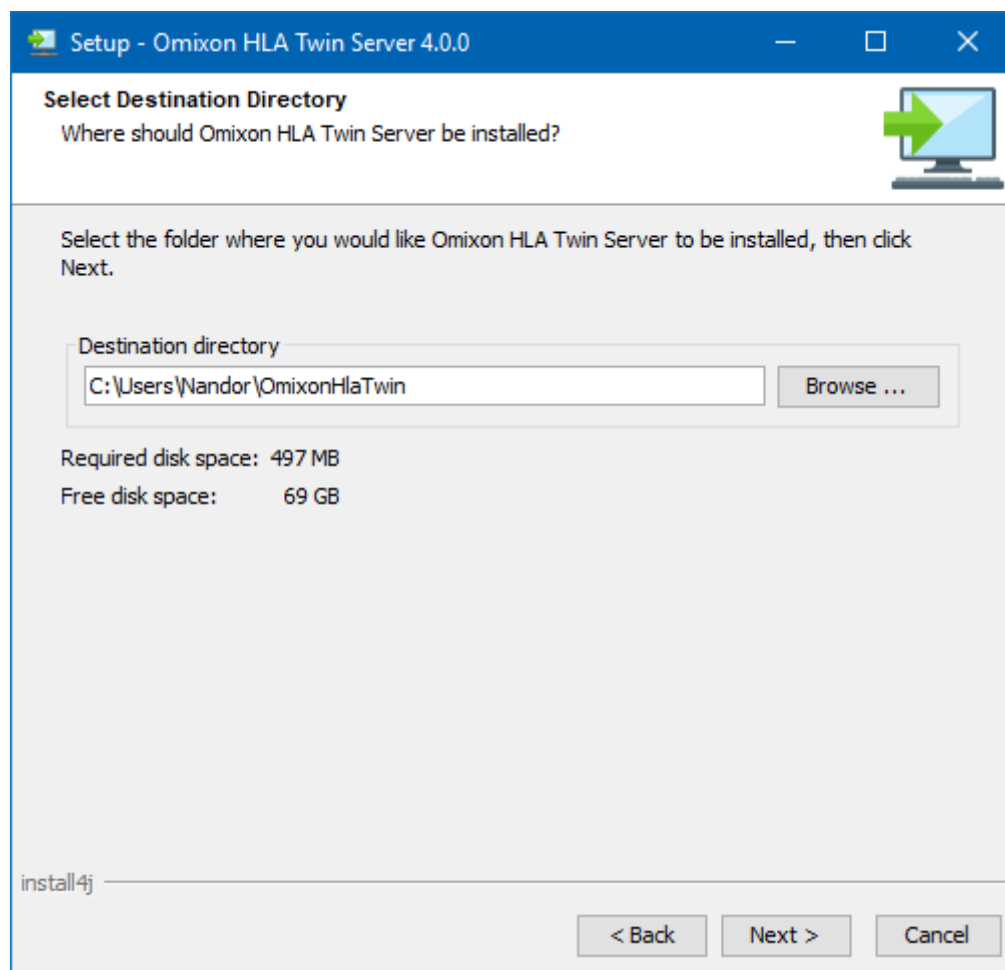 Setup - Omixon HLA Twin Server 4.0.0
Select Destination Directory
Where should Omixon HLA Twin Server be installed?
Select the folder where you would like Omixon HLA Twin Server to be installed, then click
Next.
Destination directory
C:\Users\Nandor\OmixonHlaTwin
Browse ...
Required disk space: 497 MB
Free disk space: 69 GB
install4j
< Back
Next >
Cancel